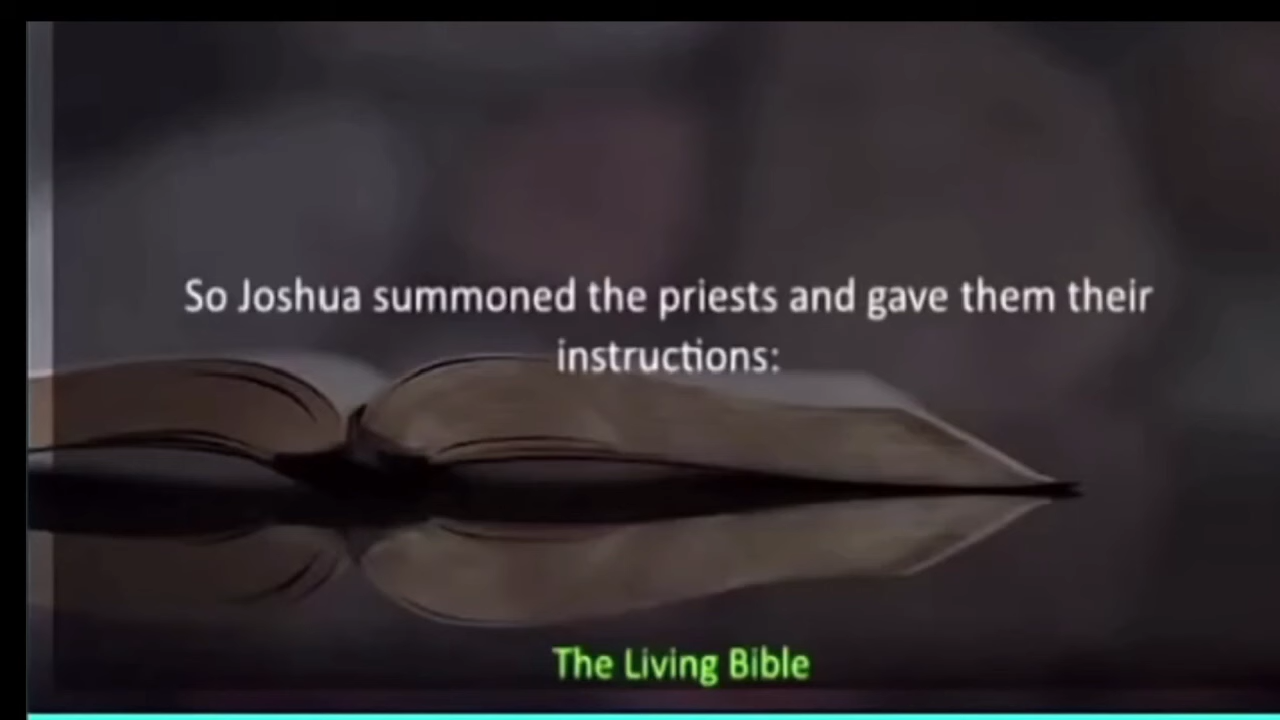 So Joshua summoned the priests and gave them their
instructions:
The Living Bible